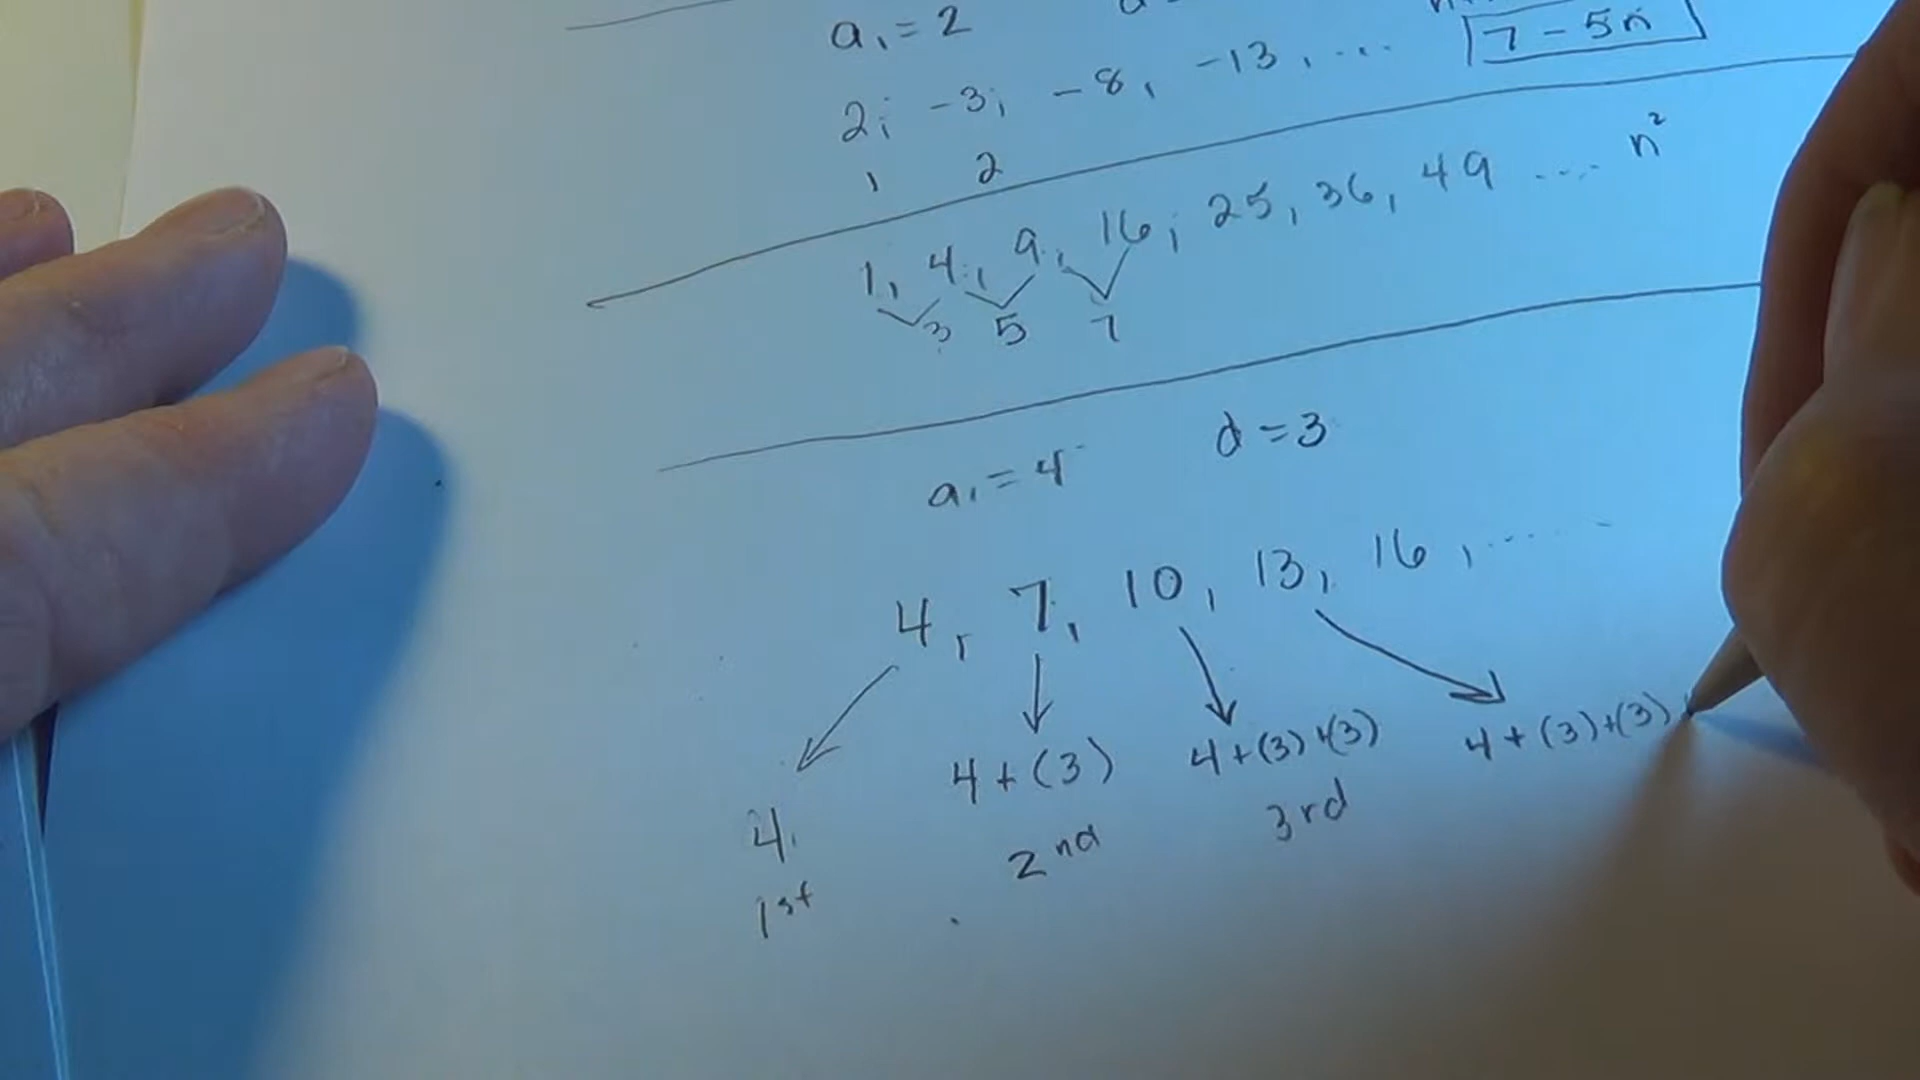 a₁ = 2
7 - 5n
2, -3, -8, -13, ...
1 2
1, 4, 9, 16, 25, 36, 49 .... n²
3 5 7
a₁ = 4 d = 3
4, 7, 10, 13, 16, ......
4 4 + (3) 4 + (3) + (3) 4 + (3) + (3)
1st 2nd 3rd